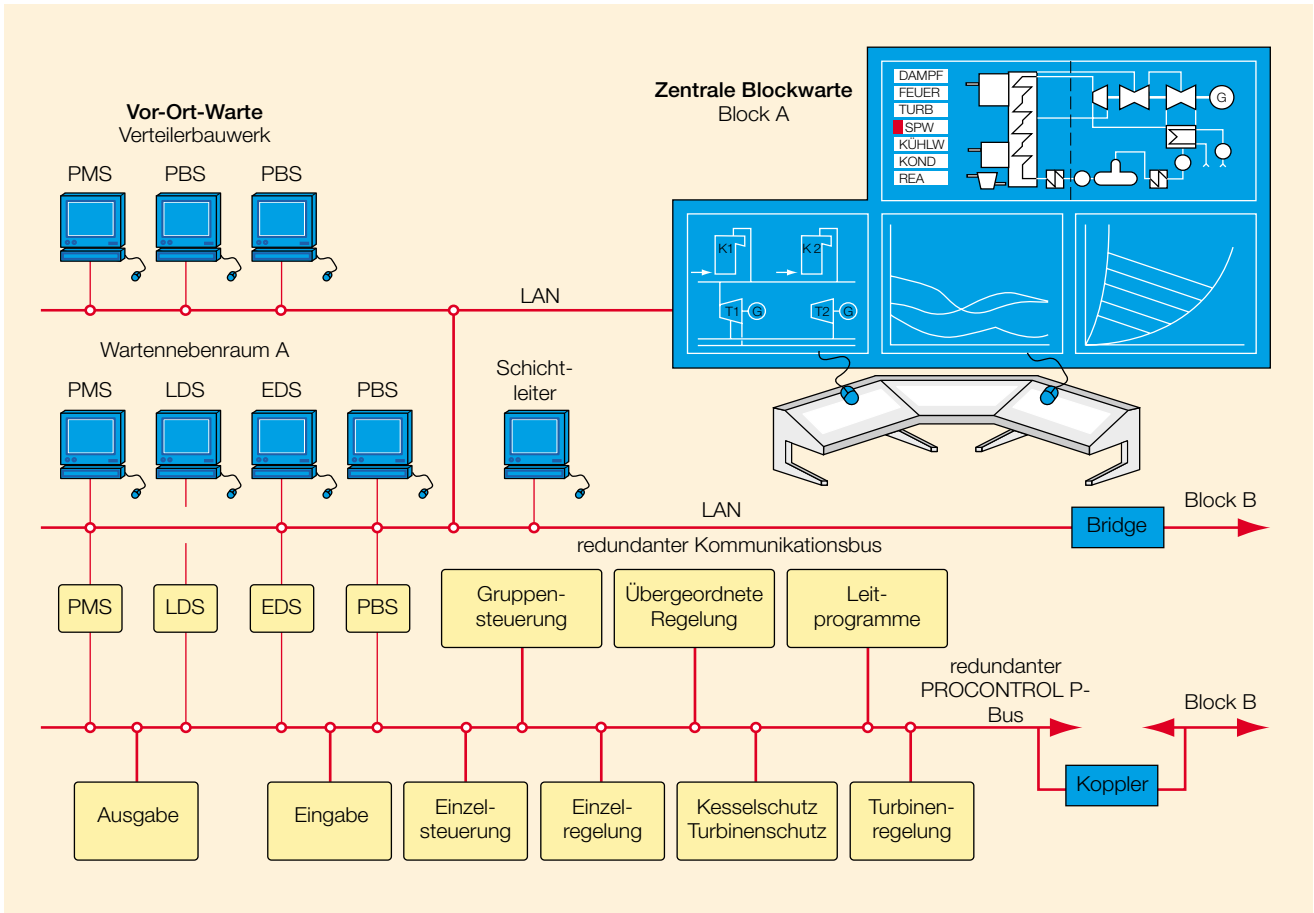 Vor-Ort-Warte
Verteilerbauwerk
PMS PBS PBS
Zentrale Blockwarte
Block A
DAMPF
FEUER
TURB
SPW
KÜHLW
KOND
REA
G
K1
K2
T1
G
T2
G
LAN
Wartennebenraum A
PMS LDS EDS PBS
Schicht-
leiter
LAN
Bridge
Block B
redundanter Kommunikationsbus
PMS
LDS
EDS
PBS
Gruppen-
steuerung
Übergeordnete
Regelung
Leit-
programme
redundanter
PROCONTROL P-
Bus
Block B
Koppler
Ausgabe
Eingabe
Einzel-
steuerung
Einzel-
regelung
Kesselschutz
Turbinenschutz
Turbinen-
regelung